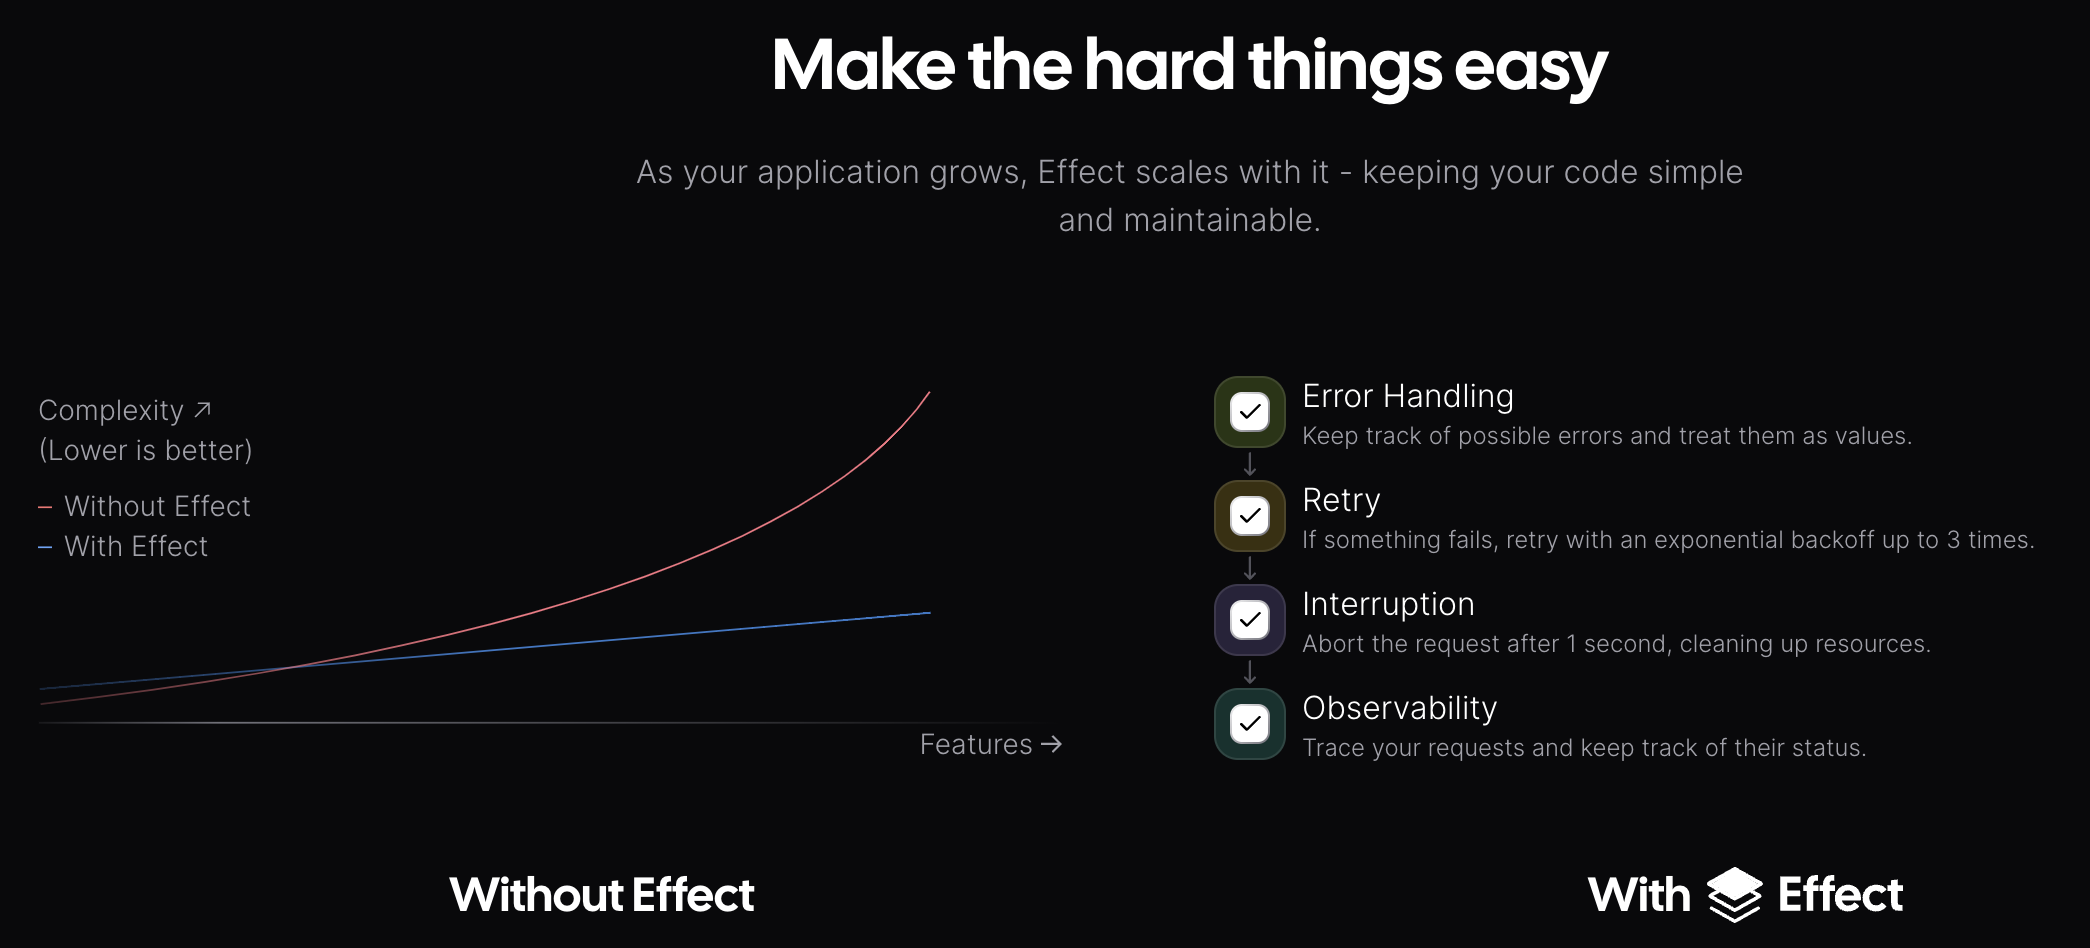 Make the hard things easy
As your application grows, Effect scales with it - keeping your code simple
and maintainable.
Complexity ↗
(Lower is better)
Without Effect
With Effect
Features →
Error Handling
Keep track of possible errors and treat them as values.
Retry
If something fails, retry with an exponential backoff up to 3 times.
Interruption
Abort the request after 1 second, cleaning up resources.
Observability
Trace your requests and keep track of their status.
Without Effect
With Effect